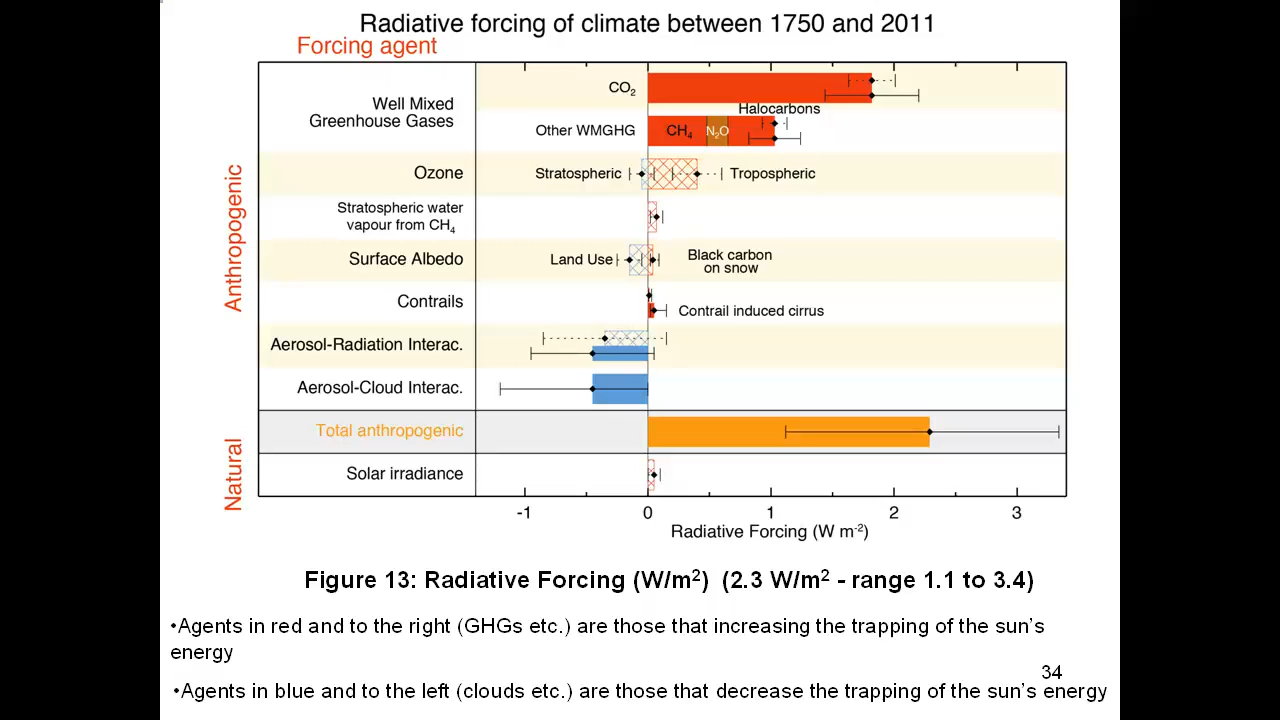 Radiative forcing of climate between 1750 and 2011
Forcing agent
Anthropogenic
Natural
Well Mixed
Greenhouse Gases
CO₂
Halocarbons
Other WMGHG
CH₄
N₂O
Ozone
Stratospheric
Tropospheric
Stratospheric water
vapour from CH₄
Surface Albedo
Land Use
Black carbon
on snow
Contrails
Contrail induced cirrus
Aerosol-Radiation Interac.
Aerosol-Cloud Interac.
Total anthropogenic
Solar irradiance
-1 0 1 2 3
Radiative Forcing (W m⁻²)
Figure 13: Radiative Forcing (W/m²) (2.3 W/m² - range 1.1 to 3.4)
•Agents in red and to the right (GHGs etc.) are those that increasing the trapping of the sun's
energy
34
•Agents in blue and to the left (clouds etc.) are those that decrease the trapping of the sun's energy